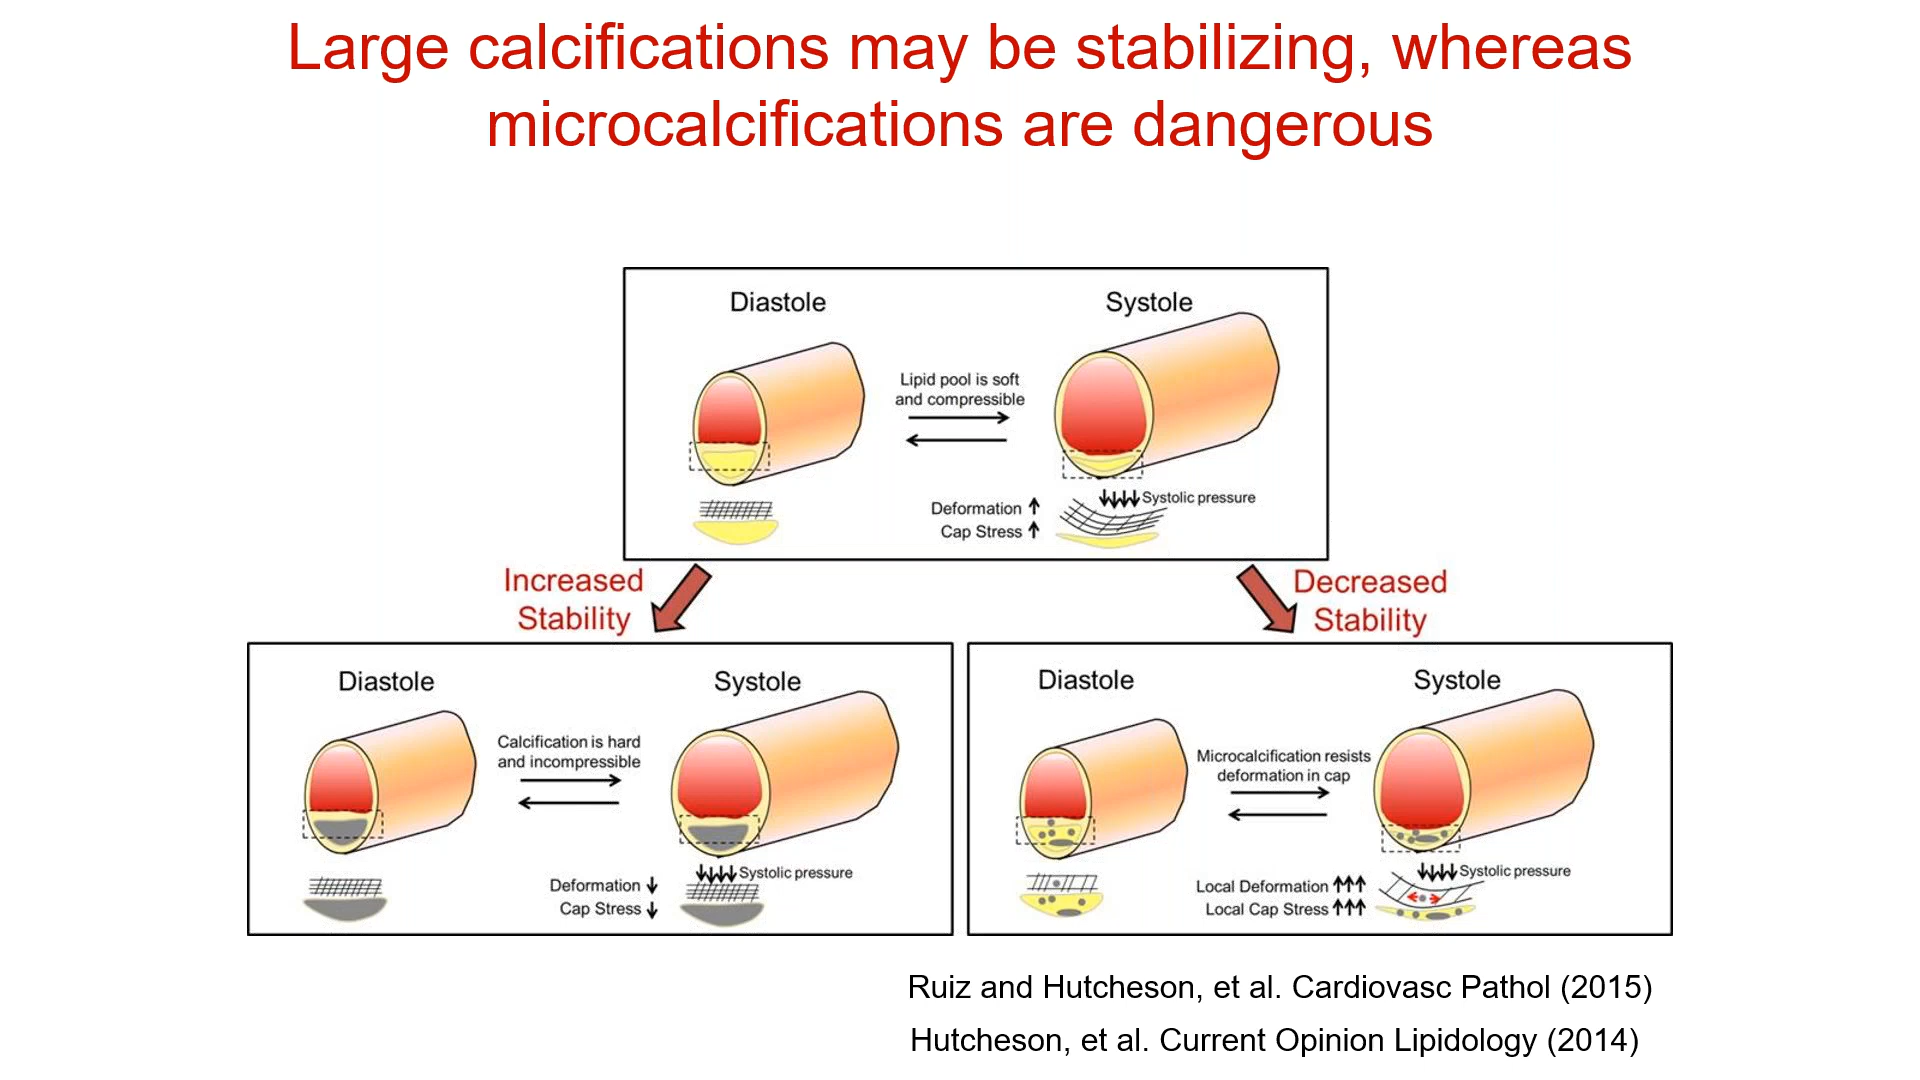 Large calcifications may be stabilizing, whereas
microcalcifications are dangerous
Diastole
Systole
Lipid pool is soft
and compressible
Systolic pressure
Deformation ↑
Cap Stress ↑
Increased
Stability
Decreased
Stability
Diastole
Systole
Calcification is hard
and incompressible
Systolic pressure
Deformation ↓
Cap Stress ↓
Diastole
Systole
Microcalcification resists
deformation in cap
Systolic pressure
Local Deformation ↑↑↑
Local Cap Stress ↑↑↑
Ruiz and Hutcheson, et al. Cardiovasc Pathol (2015)
Hutcheson, et al. Current Opinion Lipidology (2014)